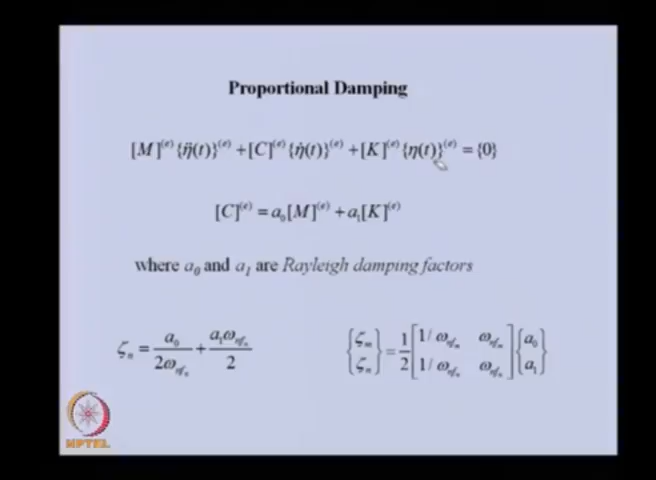 Proportional Damping
[M]⁽ᵉ⁾{η̈(t)}⁽ᵉ⁾ + [C]⁽ᵉ⁾{η̇(t)}⁽ᵉ⁾ + [K]⁽ᵉ⁾{η(t)}⁽ᵉ⁾ = {0}
[C]⁽ᵉ⁾ = a₀[M]⁽ᵉ⁾ + a₁[K]⁽ᵉ⁾
where a₀ and a₁ are Rayleigh damping factors
ζₙ = a₀ / 2ω_nfₙ + a₁ω_nfₙ / 2
{ζₘ ζₙ} = 1/2 [1/ω_nfₘ ω_nfₘ 1/ω_nfₙ ω_nfₙ] {a₀ a₁}
NPTEL